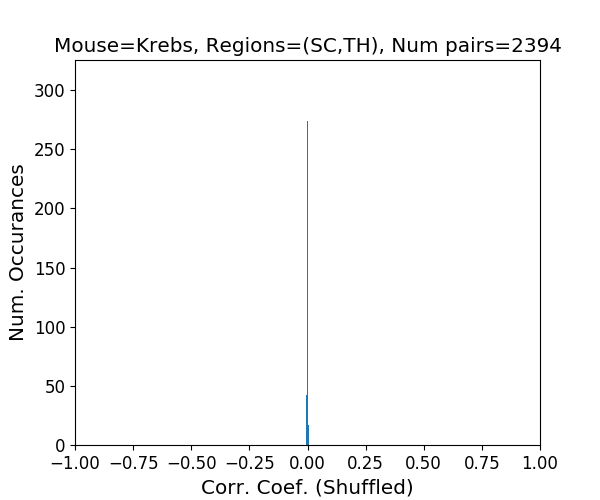 Mouse=Krebs, Regions=(SC,TH), Num pairs=2394
300
250
200
150
100
50
0
Num. Occurances
−1.00 −0.75 −0.50 −0.25 0.00 0.25 0.50 0.75 1.00
Corr. Coef. (Shuffled)